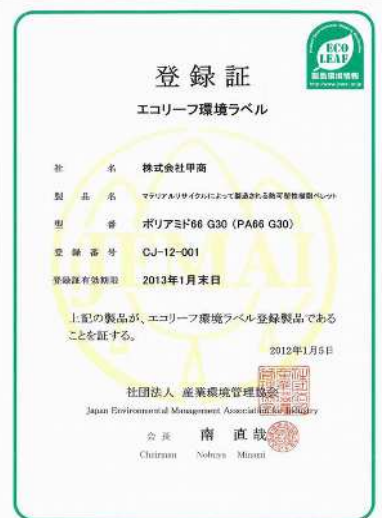 ECO
LEAF
製品環境情報
登録証
エコリーフ環境ラベル
社 名 株式会社甲商
製 品 名 マテリアルリサイクルによって製造される熱可塑性樹脂ペレット
型 番 ポリアミド66 G30 (PA66 G30)
登 録 番 号 CJ-12-001
登録証有効期限 2013年1月末日
上記の製品が、エコリーフ環境ラベル登録製品である
ことを証する。
2012年1月5日
社団法人 産業環境管理協会
Japan Environmental Management Association for Industry
会 長 南 直哉
Chairman Nobuya Minami
JEMAI